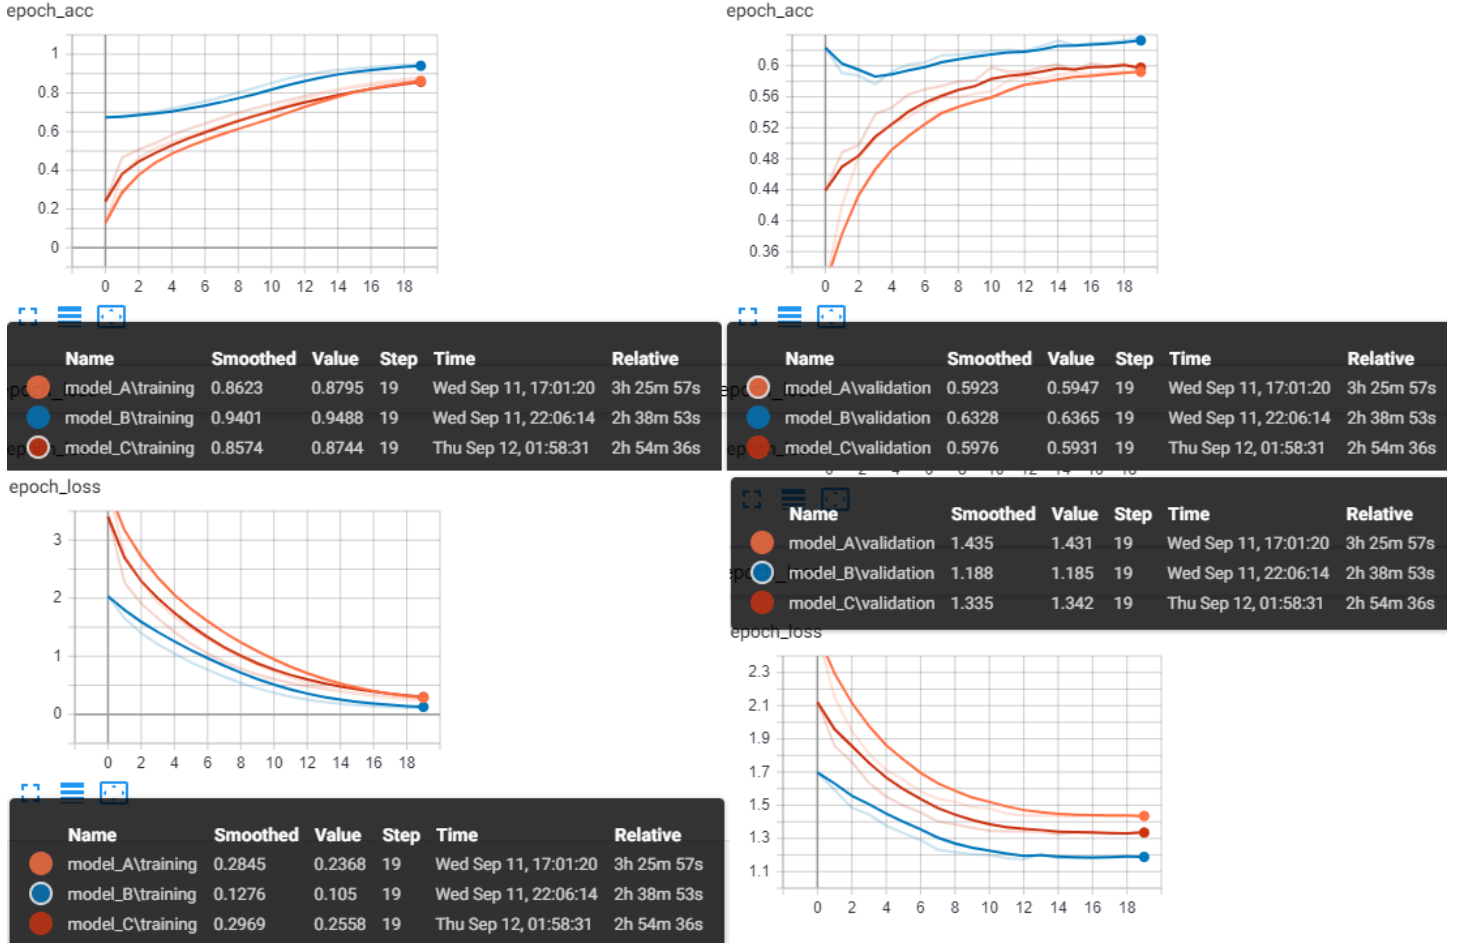 epoch_acc
1
0.8
0.6
0.4
0.2
0
0 2 4 6 8 10 12 14 16 18
Name Smoothed Value Step Time Relative
model_A\training 0.8623 0.8795 19 Wed Sep 11, 17:01:20 3h 25m 57s
model_B\training 0.9401 0.9488 19 Wed Sep 11, 22:06:14 2h 38m 53s
model_C\training 0.8574 0.8744 19 Thu Sep 12, 01:58:31 2h 54m 36s
epoch_acc
0.6
0.56
0.52
0.48
0.44
0.4
0.36
0 2 4 6 8 10 12 14 16 18
Name Smoothed Value Step Time Relative
model_A\validation 0.5923 0.5947 19 Wed Sep 11, 17:01:20 3h 25m 57s
model_B\validation 0.6328 0.6365 19 Wed Sep 11, 22:06:14 2h 38m 53s
model_C\validation 0.5976 0.5931 19 Thu Sep 12, 01:58:31 2h 54m 36s
epoch_loss
3
2
1
0
0 2 4 6 8 10 12 14 16 18
Name Smoothed Value Step Time Relative
model_A\training 0.2845 0.2368 19 Wed Sep 11, 17:01:20 3h 25m 57s
model_B\training 0.1276 0.105 19 Wed Sep 11, 22:06:14 2h 38m 53s
model_C\training 0.2969 0.2558 19 Thu Sep 12, 01:58:31 2h 54m 36s
Name Smoothed Value Step Time Relative
model_A\validation 1.435 1.431 19 Wed Sep 11, 17:01:20 3h 25m 57s
model_B\validation 1.188 1.185 19 Wed Sep 11, 22:06:14 2h 38m 53s
model_C\validation 1.335 1.342 19 Thu Sep 12, 01:58:31 2h 54m 36s
epoch_loss
2.3
2.1
1.9
1.7
1.5
1.3
1.1
0 2 4 6 8 10 12 14 16 18